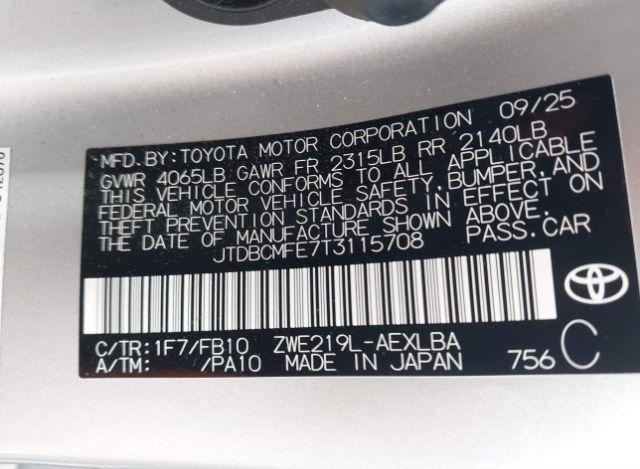 09/25
MFD.BY:TOYOTA MOTOR CORPORATION
GVWR 4065LB GAWR FR 2315LB RR 2140LB
THIS VEHICLE CONFORMS TO ALL APPLICABLE
FEDERAL MOTOR VEHICLE SAFETY,BUMPER,AND
THEFT PREVENTION STANDARDS IN EFFECT ON
THE DATE OF MANUFACTURE SHOWN ABOVE.
JTDBCMFE7T3115708 PASS.CAR
C/TR:1F7/FB10 ZWE219L-AEXLBA
A/TM: /PA10 MADE IN JAPAN 756 C